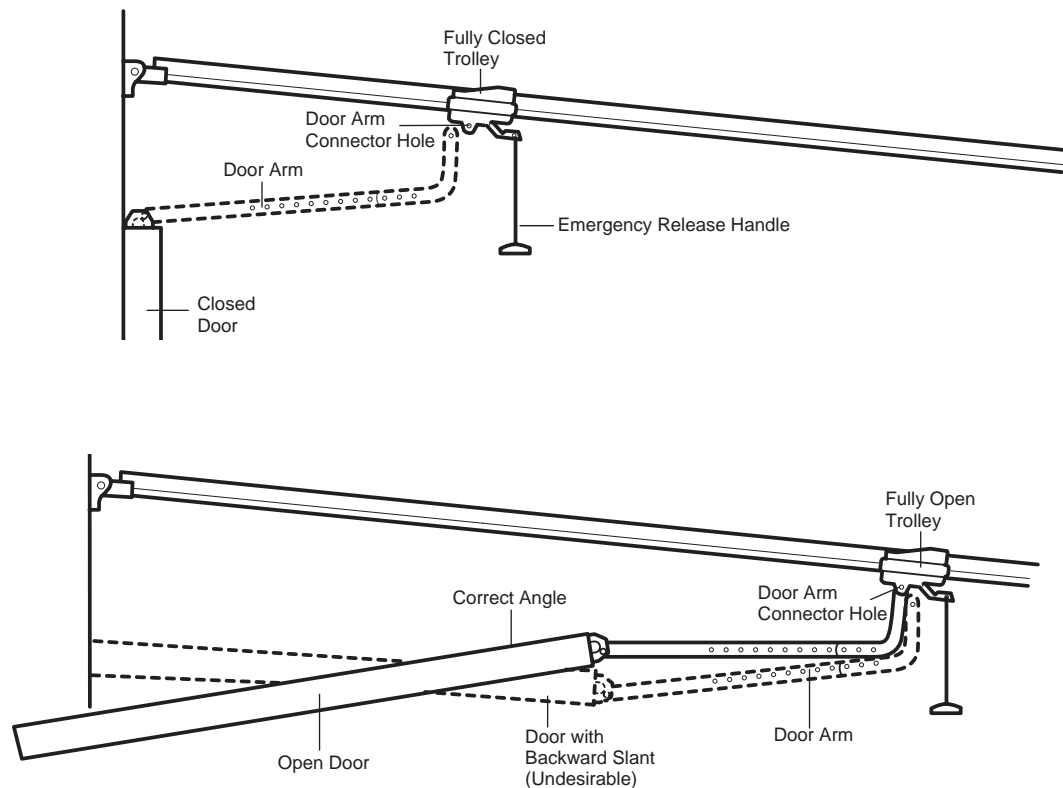 Fully Closed
Trolley
Door Arm
Connector Hole
Door Arm
Emergency Release Handle
Closed
Door
Fully Open
Trolley
Door Arm
Connector Hole
Correct Angle
Door Arm
Door with
Backward Slant
(Undesirable)
Open Door